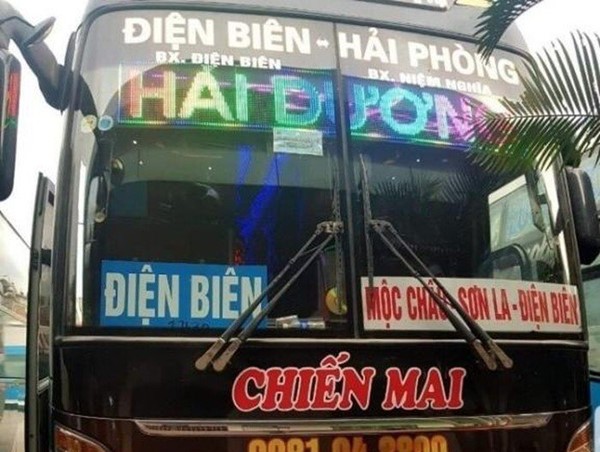 ĐIỆN BIÊN ↔ HẢI PHÒNG
BX. ĐIỆN BIÊN BX. NIỆM NGHĨA
HẢI DƯƠNG
ĐIỆN BIÊN
MỘC CHÂU - SƠN LA - ĐIỆN BIÊN
CHIẾN MAI